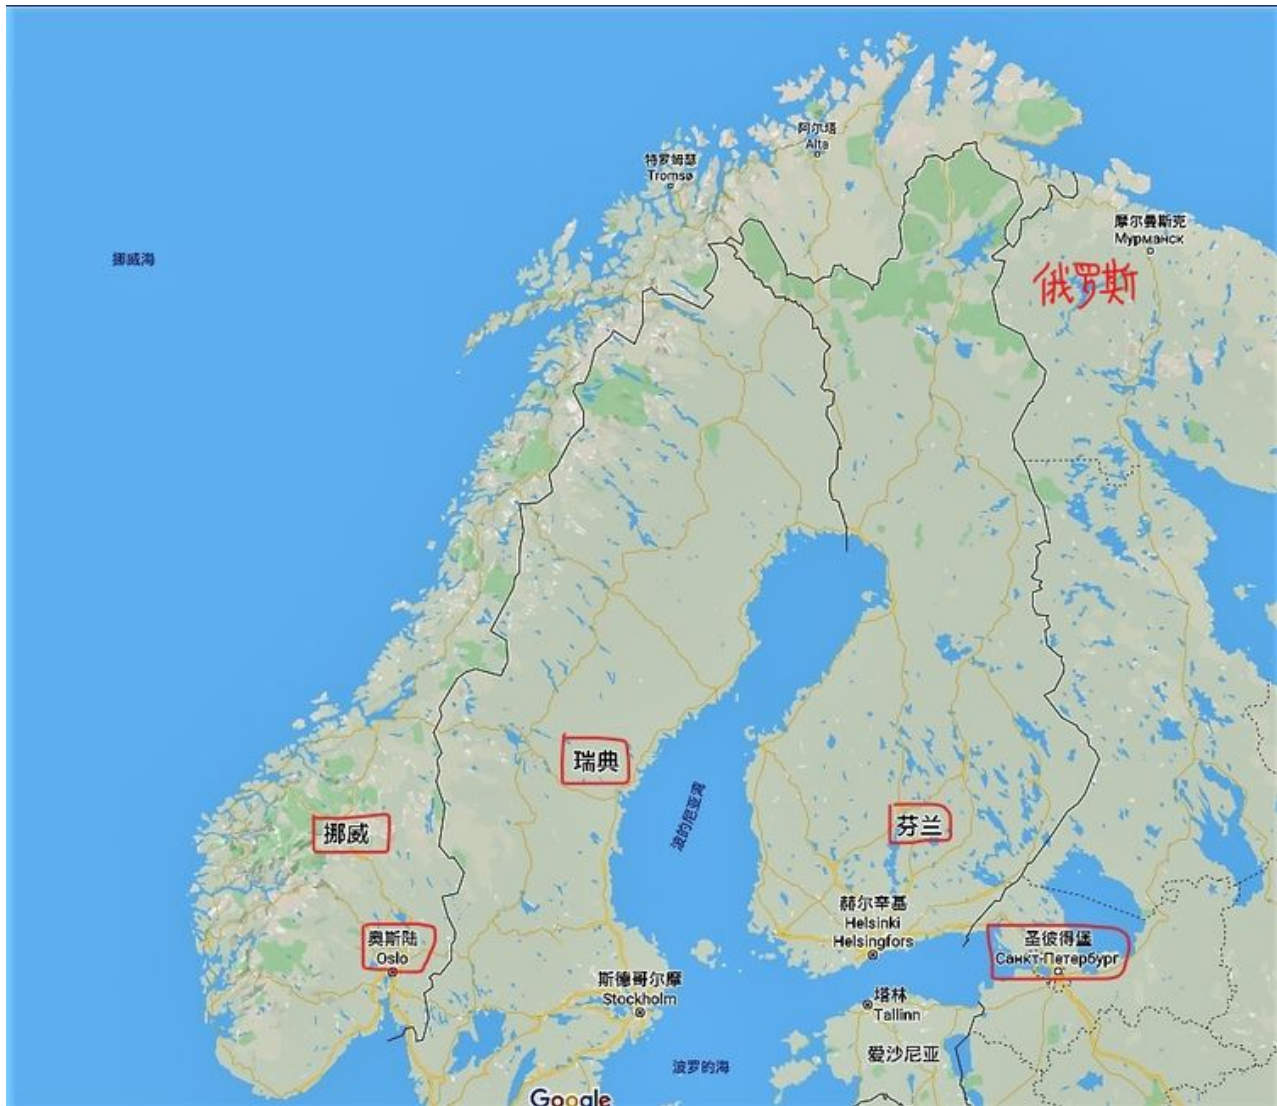 阿尔塔
Alta
特罗姆瑟
Tromsø
摩尔曼斯克
Мурманск
挪威海
俄罗斯
瑞典
波的尼亚湾
挪威
芬兰
赫尔辛基
Helsinki
Helsingfors
奥斯陆
Oslo
圣彼得堡
Санкт-Петербург
斯德哥尔摩
Stockholm
塔林
Tallinn
爱沙尼亚
波罗的海
Google